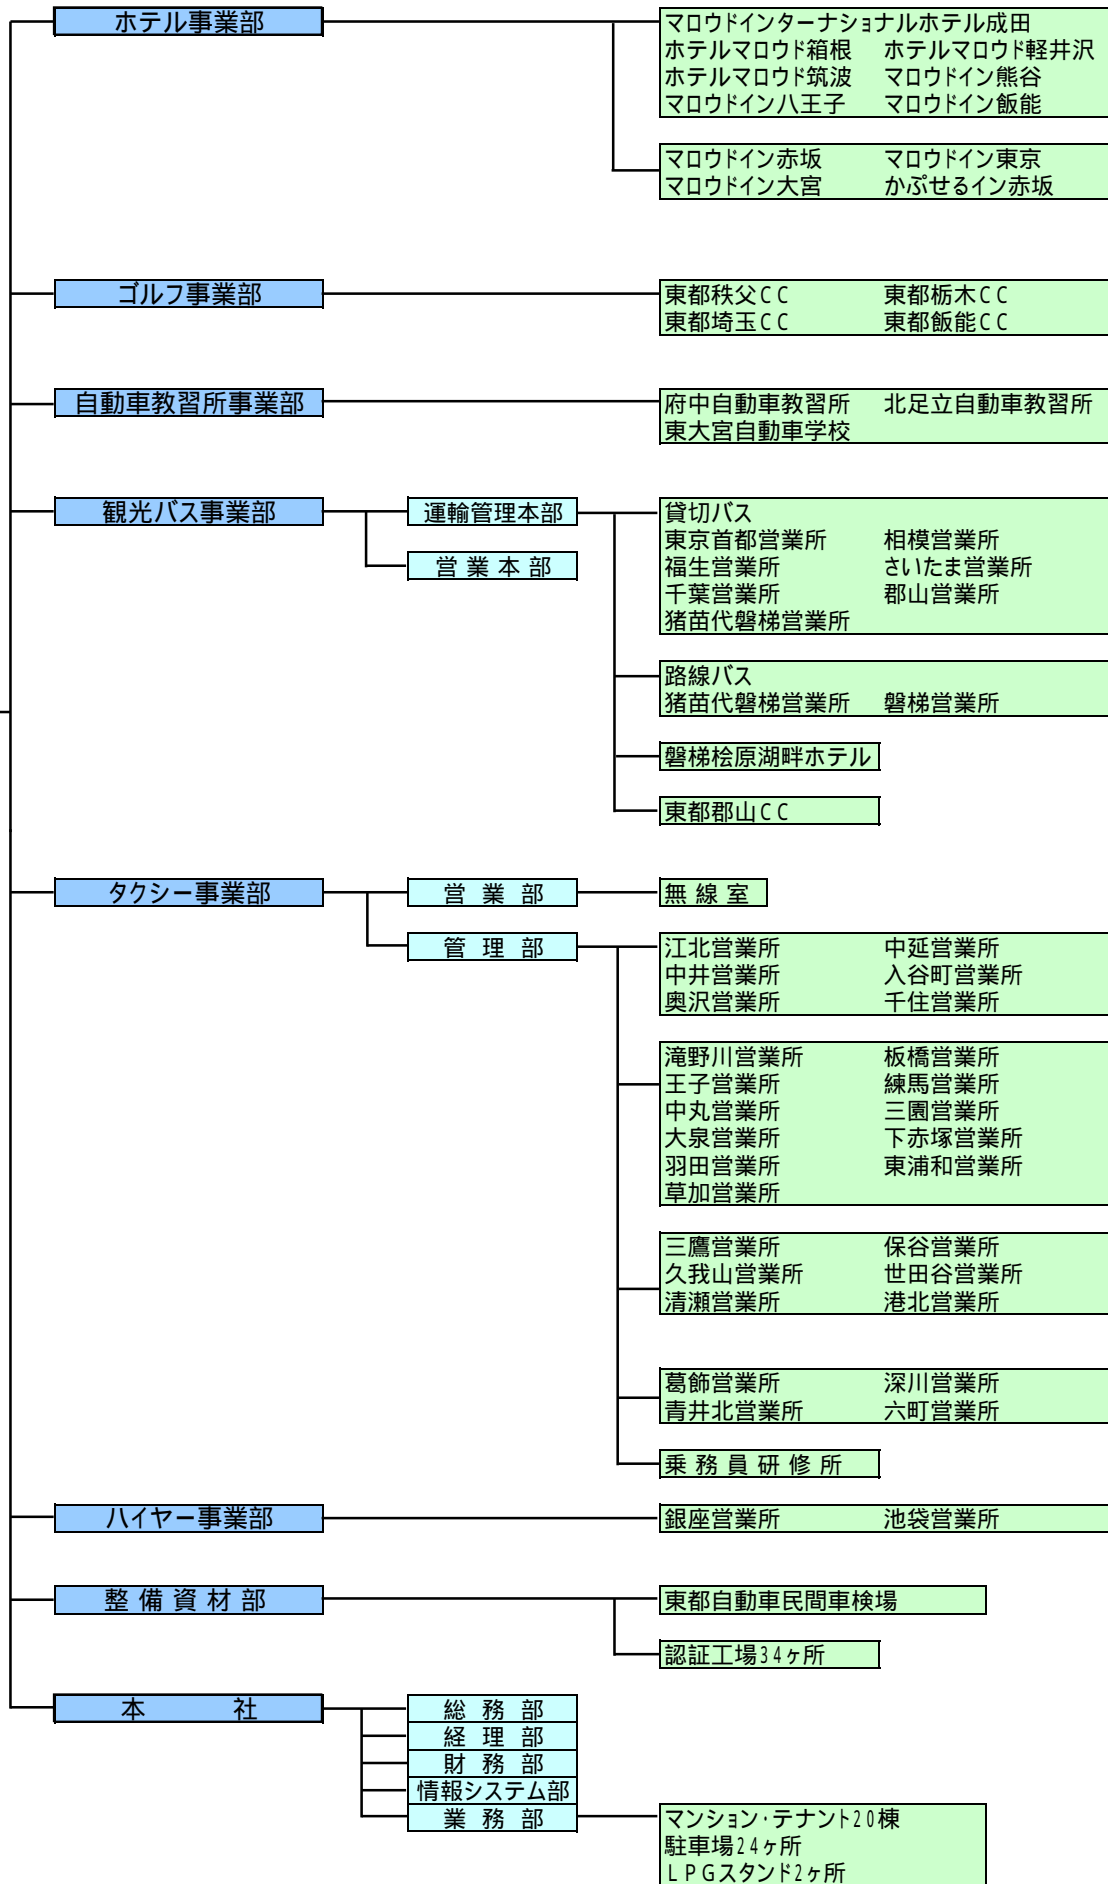 ホテル事業部
マロウドインターナショナルホテル成田
ホテルマロウド箱根 ホテルマロウド軽井沢
ホテルマロウド筑波 マロウドイン熊谷
マロウドイン八王子 マロウドイン飯能
マロウドイン赤坂 マロウドイン東京
マロウドイン大宮 かぷせるイン赤坂
ゴルフ事業部
東都秩父CC 東都栃木CC
東都埼玉CC 東都飯能CC
自動車教習所事業部
府中自動車教習所 北足立自動車教習所
東大宮自動車学校
観光バス事業部
運輸管理本部
営業本部
貸切バス
東京首都営業所 相模営業所
福生営業所 さいたま営業所
千葉営業所 郡山営業所
猪苗代磐梯営業所
路線バス
猪苗代磐梯営業所 磐梯営業所
磐梯桧原湖畔ホテル
東都郡山CC
タクシー事業部
営業部
無線室
管理部
江北営業所 中延営業所
中井営業所 入谷町営業所
奥沢営業所 千住営業所
滝野川営業所 板橋営業所
王子営業所 練馬営業所
中丸営業所 三園営業所
大泉営業所 下赤塚営業所
羽田営業所 東浦和営業所
草加営業所
三鷹営業所 保谷営業所
久我山営業所 世田谷営業所
清瀬営業所 港北営業所
葛飾営業所 深川営業所
青井北営業所 六町営業所
乗務員研修所
ハイヤー事業部
銀座営業所 池袋営業所
整備資材部
東都自動車民間車検場
認証工場34ヶ所
本社
総務部
経理部
財務部
情報システム部
業務部
マンション・テナント20棟
駐車場24ヶ所
LPGスタンド2ヶ所